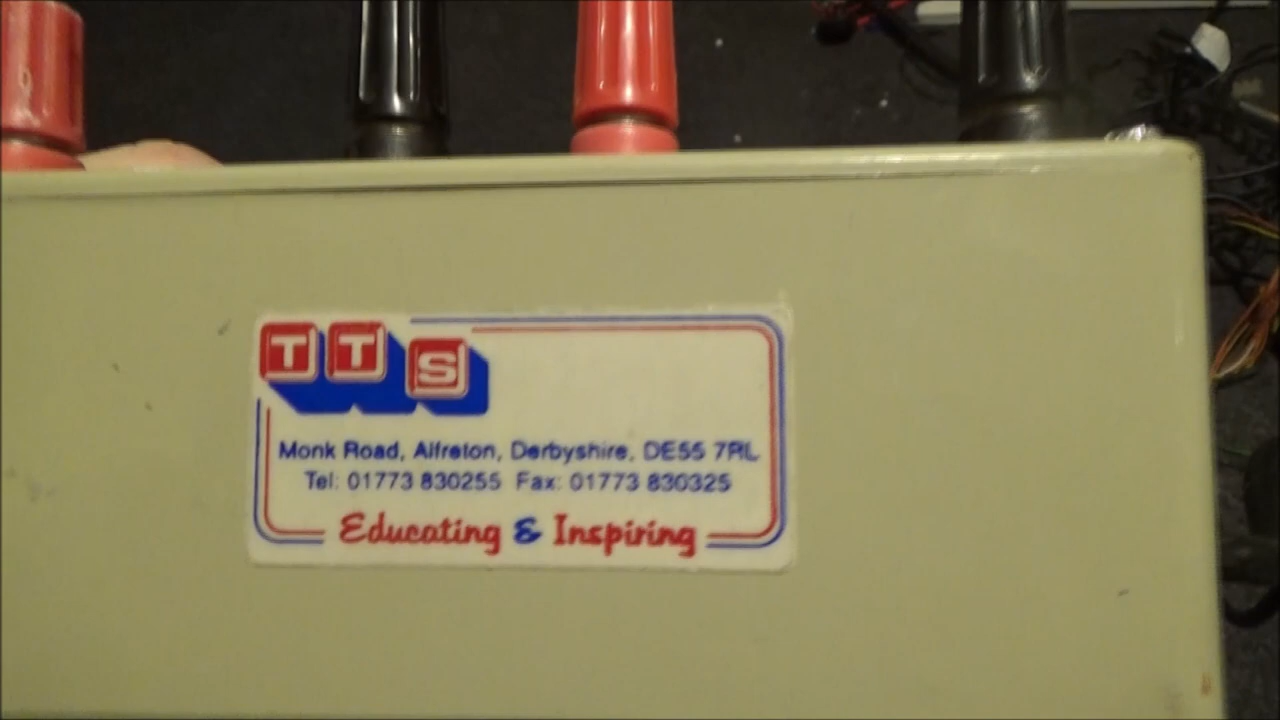 TTS
Monk Road, Alfreton, Derbyshire, DE55 7RL
Tel: 01773 830255 Fax: 01773 830325
Educating & Inspiring